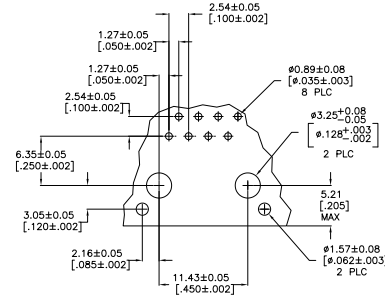 2.54±0.05
[.100±.002]
1.27±0.05
[.050±.002]
1.27±0.05
[.050±.002]
2.54±0.05
[.100±.002]
ø0.89±0.08
[ø.035±.003]
8 PLC
ø3.25+0.08
-0.05
[ø.128+.003
-.002]
2 PLC
6.35±0.05
[.250±.002]
5.21
[.205]
MAX
3.05±0.05
[.120±.002]
2.16±0.05
[.085±.002]
11.43±0.05
[.450±.002]
ø1.57±0.08
[ø.062±.003]
2 PLC